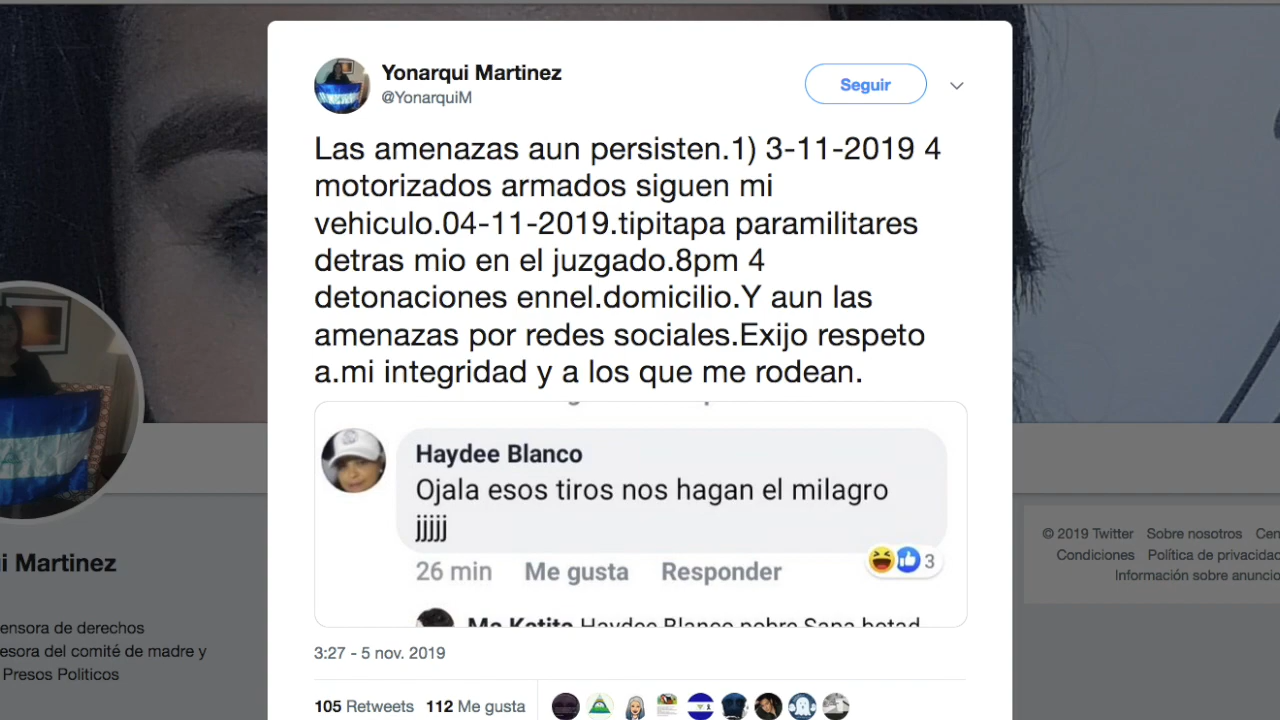 Yonarqui Martinez
@YonarquiM
Seguir
Las amenazas aun persisten.1) 3-11-2019 4
motorizados armados siguen mi
vehiculo.04-11-2019.tipitapa paramilitares
detras mio en el juzgado.8pm 4
detonaciones ennel.domicilio.Y aun las
amenazas por redes sociales.Exijo respeto
a.mi integridad y a los que me rodean.
Haydee Blanco
Ojala esos tiros nos hagan el milagro
jjjjj
3
26 min Me gusta Responder
Haydee Blanco pobre Sapa
3:27 - 5 nov. 2019
105 Retweets 112 Me gusta
i Martinez
ensora de derechos
esora del comité de madre y
Presos Politicos
© 2019 Twitter Sobre nosotros Cen
Condiciones Política de privacidad
Información sobre anuncio